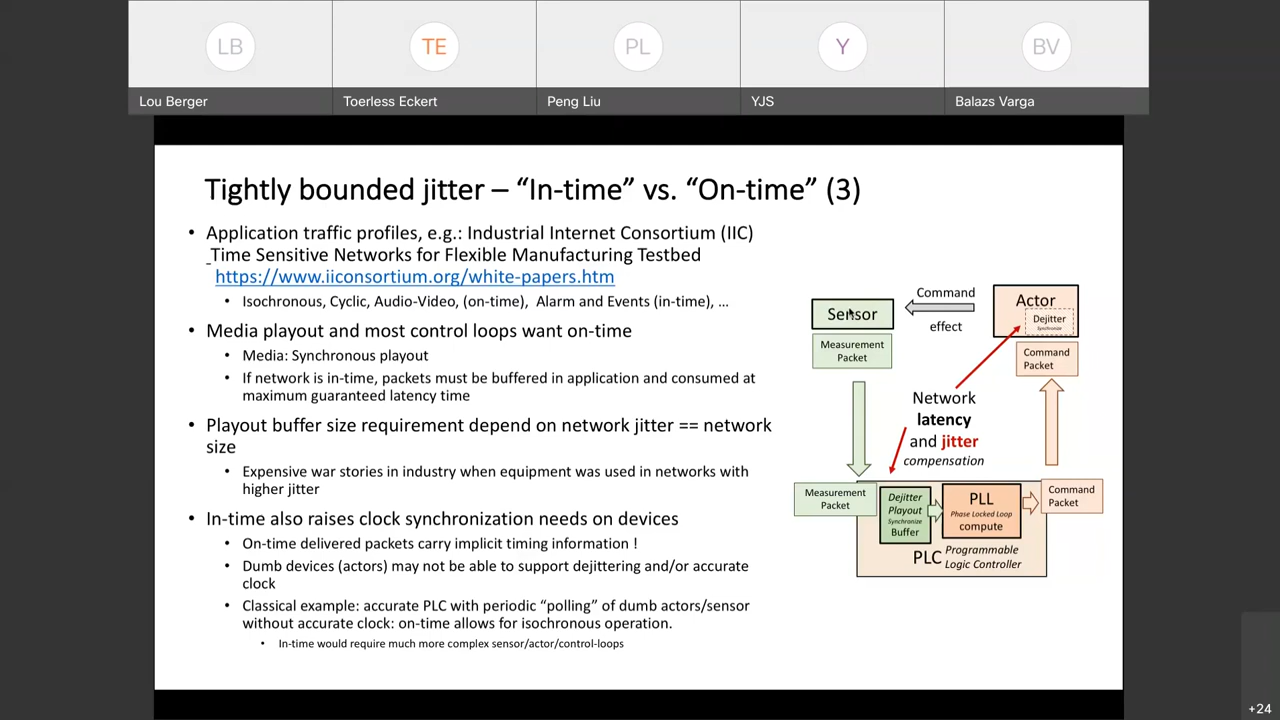 LB
TE
PL
Y
BV
Lou Berger
Toerless Eckert
Peng Liu
YJS
Balazs Varga
Tightly bounded jitter – “In-time” vs. “On-time” (3)
• Application traffic profiles, e.g.: Industrial Internet Consortium (IIC)
Time Sensitive Networks for Flexible Manufacturing Testbed
https://www.iiconsortium.org/white-papers.htm
• Isochronous, Cyclic, Audio-Video, (on-time), Alarm and Events (in-time), …
• Media playout and most control loops want on-time
• Media: Synchronous playout
• If network is in-time, packets must be buffered in application and consumed at
maximum guaranteed latency time
• Playout buffer size requirement depend on network jitter == network
size
• Expensive war stories in industry when equipment was used in networks with
higher jitter
• In-time also raises clock synchronization needs on devices
• On-time delivered packets carry implicit timing information !
• Dumb devices (actors) may not be able to support dejittering and/or accurate
clock
• Classical example: accurate PLC with periodic “polling” of dumb actors/sensor
without accurate clock: on-time allows for isochronous operation.
• In-time would require much more complex sensor/actor/control-loops
Sensor
Measurement
Packet
Command
effect
Actor
Dejitter
Synchronize
Command
Packet
Network
latency
and jitter
compensation
Measurement
Packet
Dejitter
Playout
Synchronize
Buffer
PLL
Phase Locked Loop
compute
Command
Packet
PLC Programmable
Logic Controller
+24